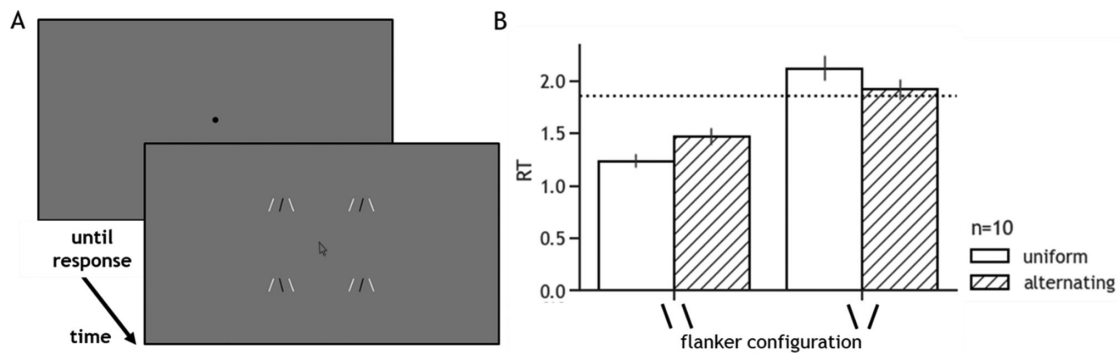 A
until
response
time
B
RT
2.0
1.5
1.0
0.5
0.0
flanker configuration
n=10
uniform
alternating